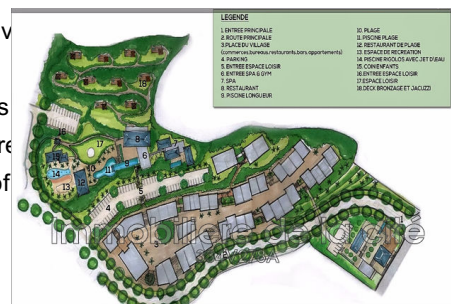 LEGENDE
1. ENTREE PRINCIPALE
2. ROUTE PRINCIPALE
3. PLACE DU VILLAGE
(commerces, bureaux, restaurants, bars, appartements)
4. PARKING
5. ENTREE ESPACE LOISIR
6. ENTREE SPA & GYM
7. SPA
8. RESTAURANT
9. PISCINE LONGUEUR
10. PLAGE
11. PISCINE PLAGE
12. RESTAURANT DE PLAGE
13. ESPACE DE RECREATION
14. PISCINE RIGOLOS AVEC JET D'EAU
15. COIN ENFANTS
16. ENTREE ESPACE LOISIR
17. ESPACE LOISIR
18. DECK BRONZAGE ET JACUZZI
Immobilière de la cite